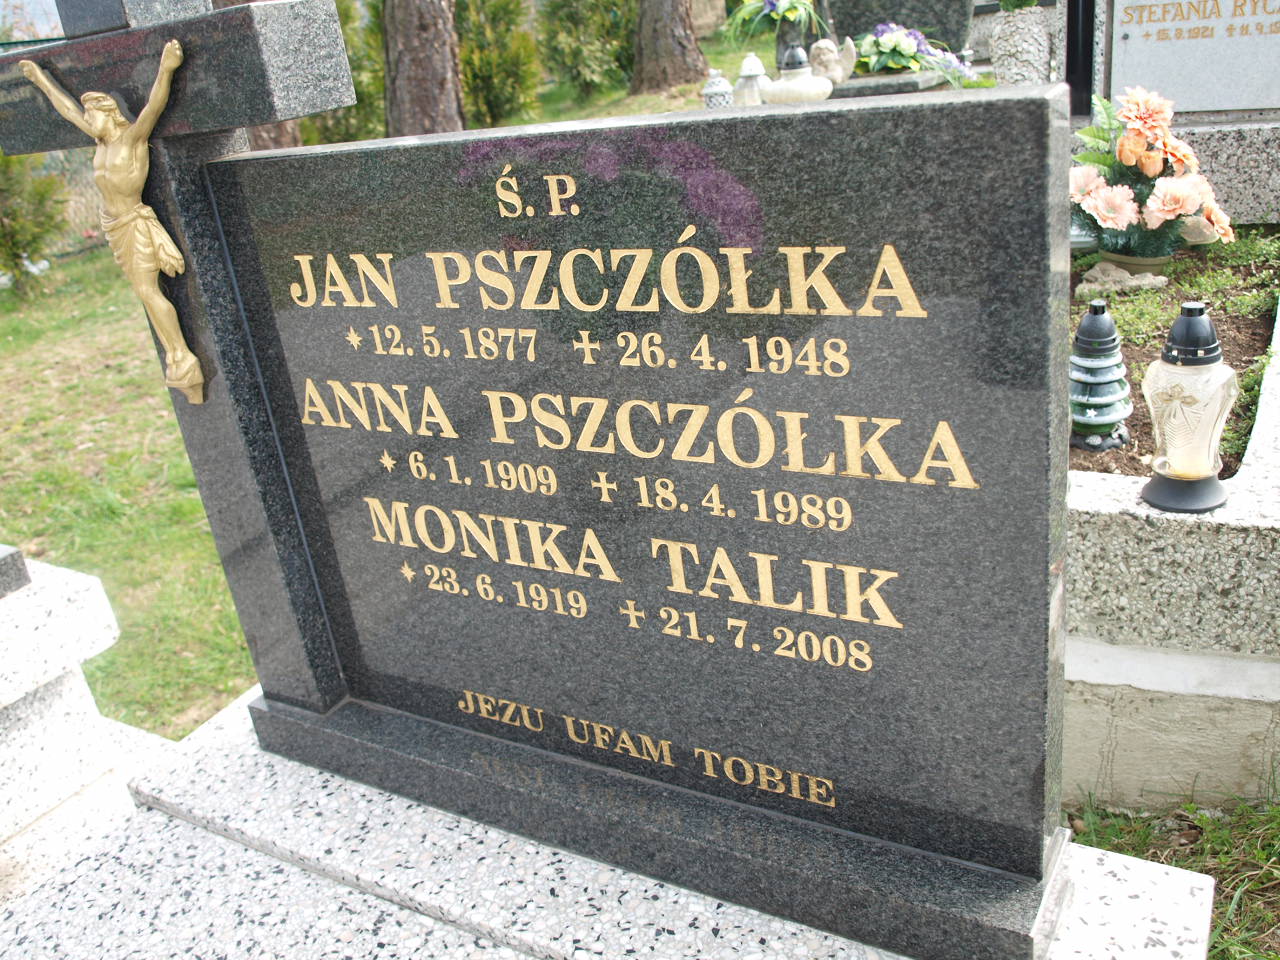 Ś. P.
JAN PSZCZÓŁKA
* 12. 5. 1877 ✝ 26. 4. 1948
ANNA PSZCZÓŁKA
* 6. 1. 1909 ✝ 18. 4. 1989
MONIKA TALIK
* 23. 6. 1919 ✝ 21. 7. 2008
JEZU UFAM TOBIE
STEFANIA